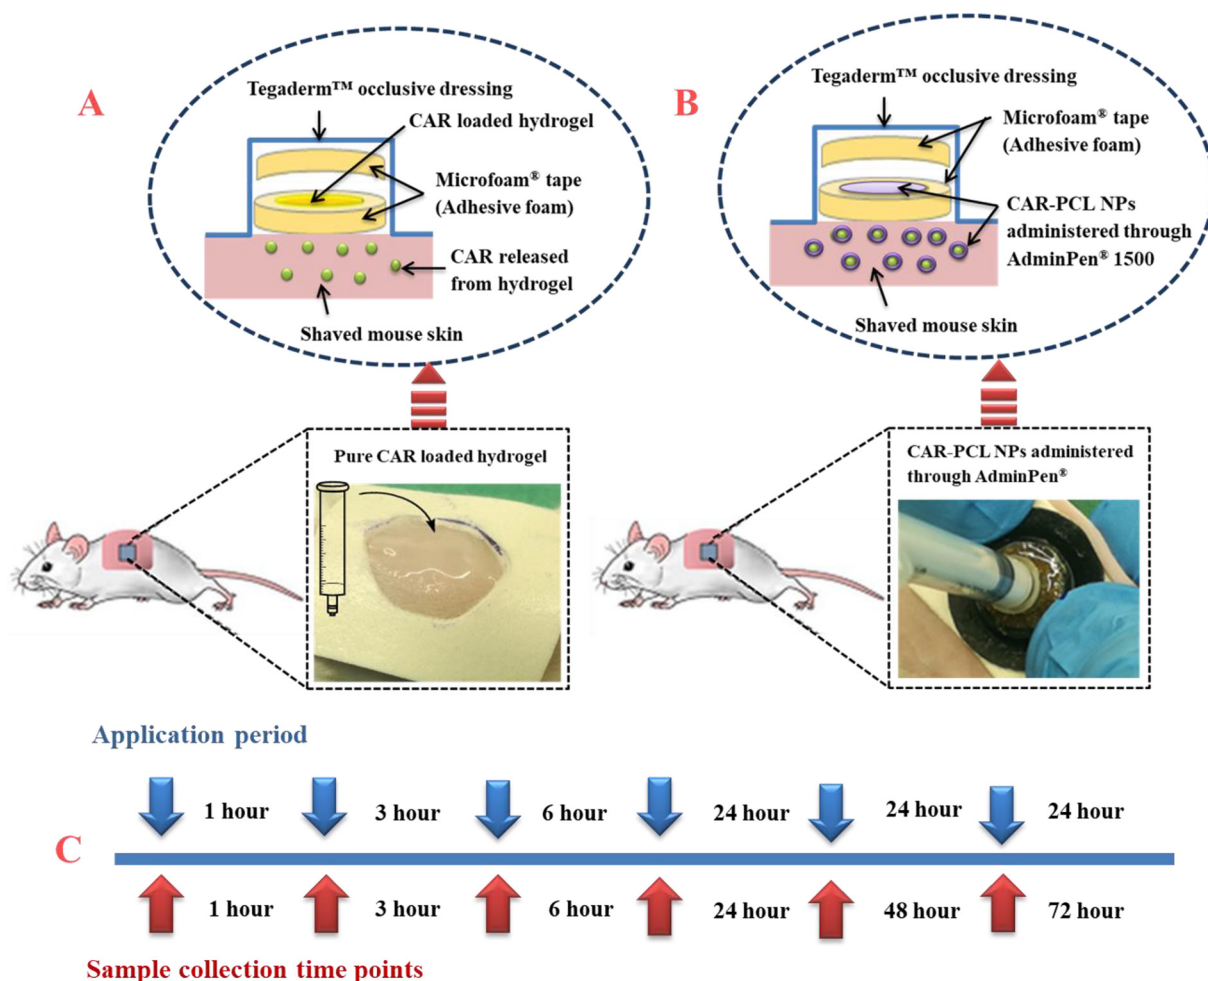 A
Tegaderm™ occlusive dressing
CAR loaded hydrogel
Microfoam® tape
(Adhesive foam)
CAR released
from hydrogel
Shaved mouse skin
Pure CAR loaded hydrogel
B
Tegaderm™ occlusive dressing
Microfoam® tape
(Adhesive foam)
CAR-PCL NPs
administered through
AdminPen® 1500
Shaved mouse skin
CAR-PCL NPs administered
through AdminPen®
Application period
1 hour 3 hour 6 hour 24 hour 24 hour 24 hour
C
1 hour 3 hour 6 hour 24 hour 48 hour 72 hour
Sample collection time points